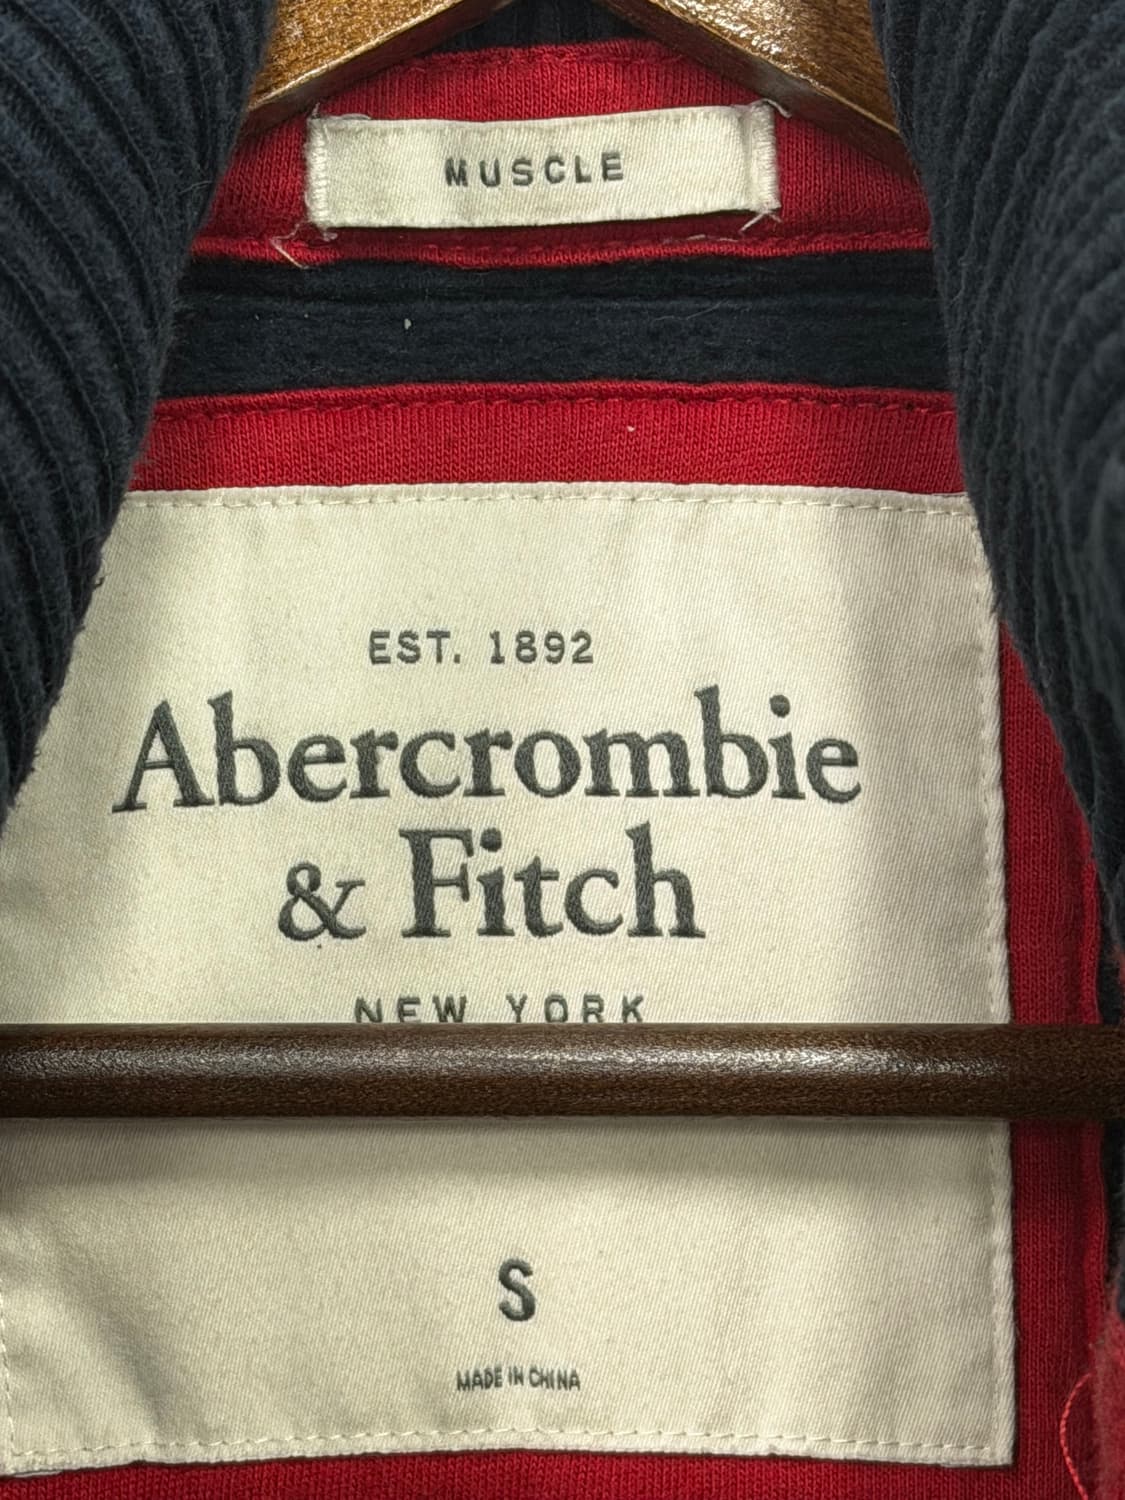 MUSCLE
EST. 1892
Abercrombie
& Fitch
NEW YORK
S
MADE IN CHINA